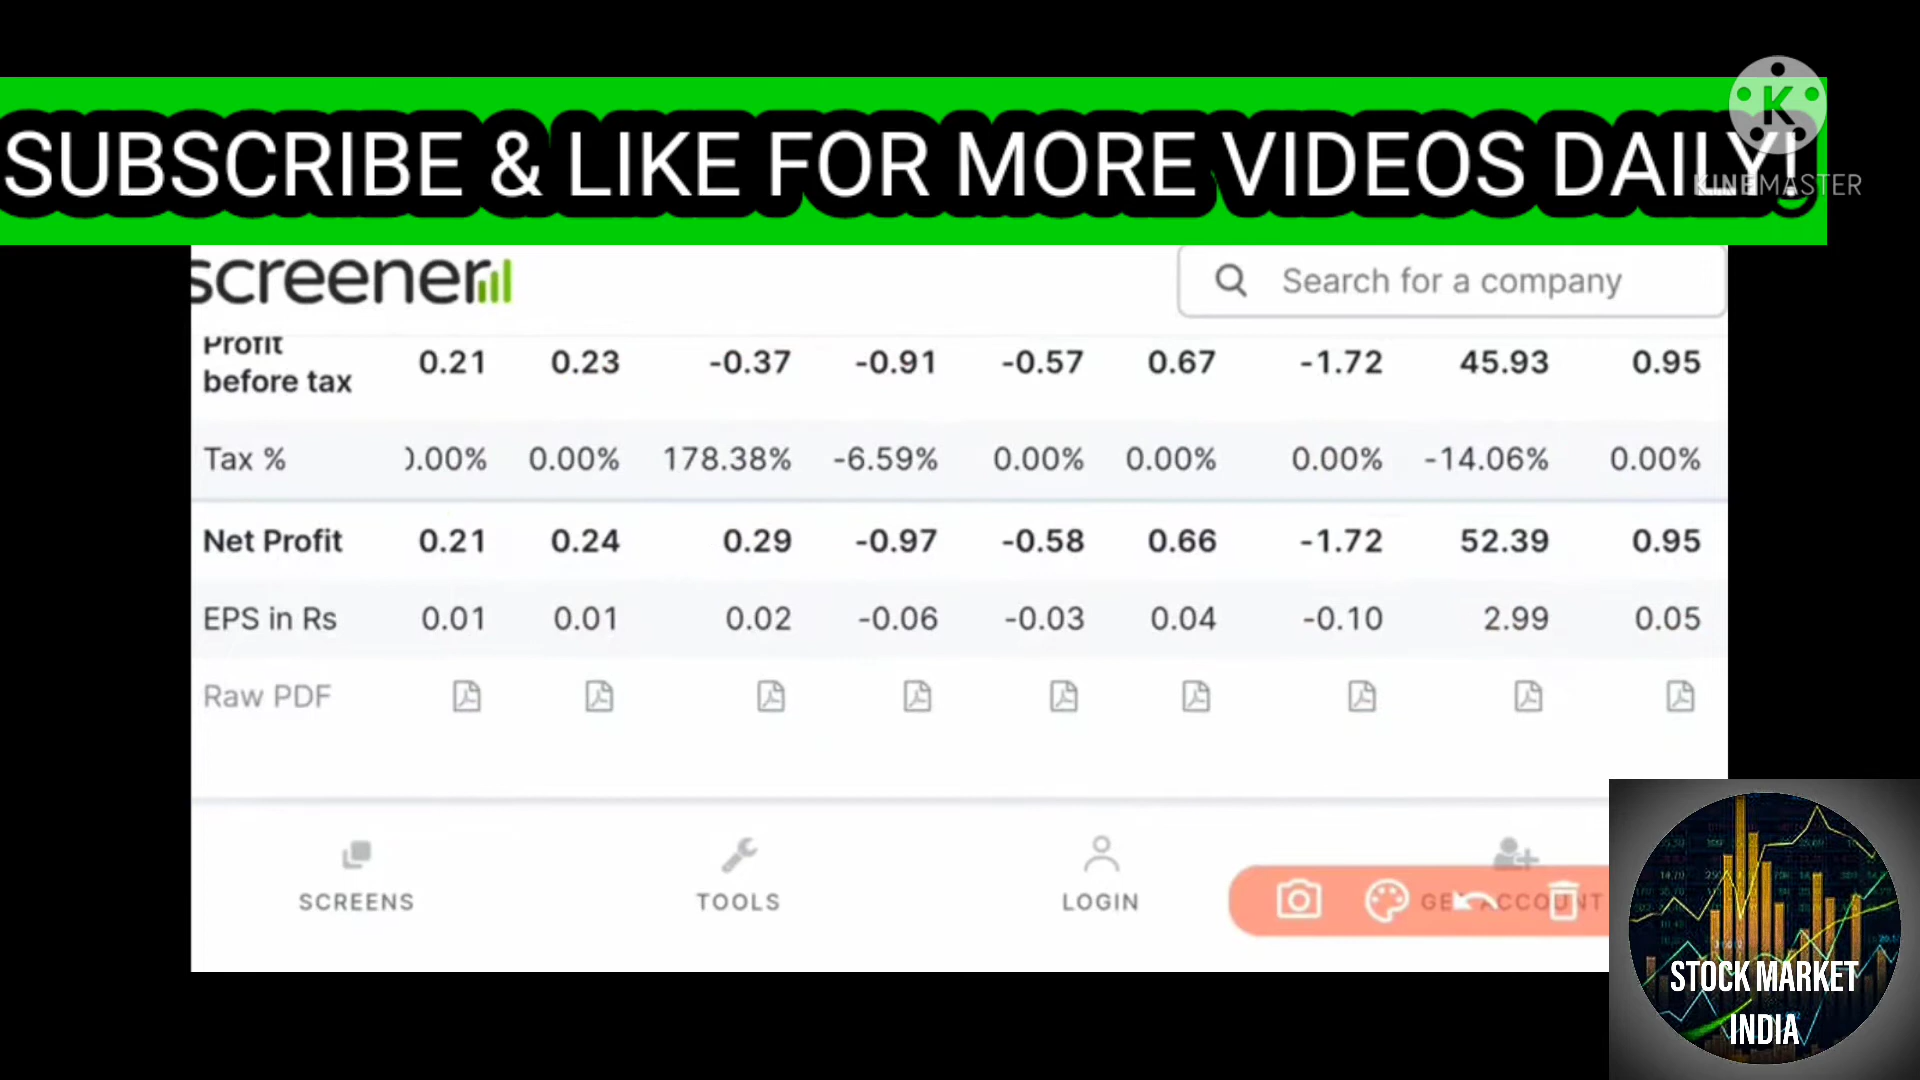 SUBSCRIBE & LIKE FOR MORE VIDEOS DAILY!
K
KINEMASTER
screener
Search for a company
Profit before tax 0.21 0.23 -0.37 -0.91 -0.57 0.67 -1.72 45.93 0.95
Tax % 0.00% 0.00% 178.38% -6.59% 0.00% 0.00% 0.00% -14.06% 0.00%
Net Profit 0.21 0.24 0.29 -0.97 -0.58 0.66 -1.72 52.39 0.95
EPS in Rs 0.01 0.01 0.02 -0.06 -0.03 0.04 -0.10 2.99 0.05
Raw PDF
SCREENS TOOLS LOGIN GET ACCOUNT
STOCK MARKET
INDIA